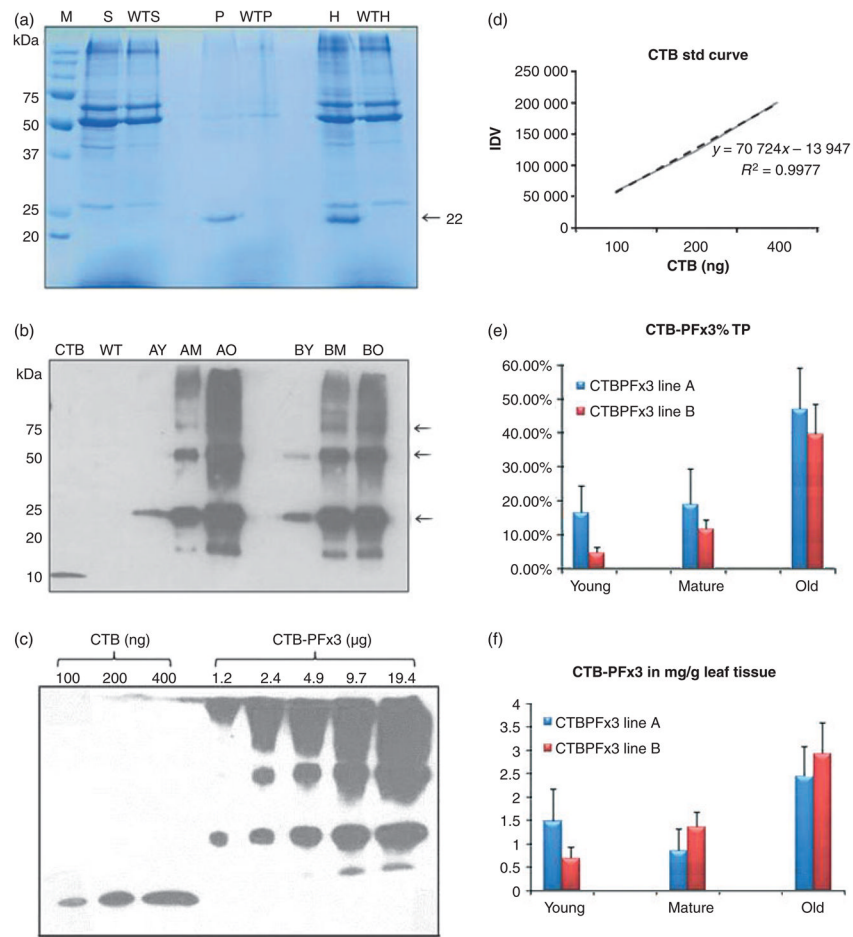 (a)
M S WTS P WTP H WTH
kDa
75
50
37
25
20
← 22
(b)
CTB WT AY AM AO BY BM BO
kDa
75
50
25
20
10
(c)
CTB (ng) CTB-PFx3 (µg)
100 200 400 1.2 2.4 4.9 9.7 19.4
(d)
CTB std curve
250 000
200 000
150 000
100 000
50 000
0
IDV
y = 70 724x – 13 947
R² = 0.9977
100 200 400
CTB (ng)
(e)
CTB-PFx3% TP
60.00%
50.00%
40.00%
30.00%
20.00%
10.00%
0.00%
CTBPFx3 line A
CTBPFx3 line B
Young Mature Old
(f)
CTB-PFx3 in mg/g leaf tissue
4
3.5
3
2.5
2
1.5
1
0.5
0
CTBPFx3 line A
CTBPFx3 line B
Young Mature Old